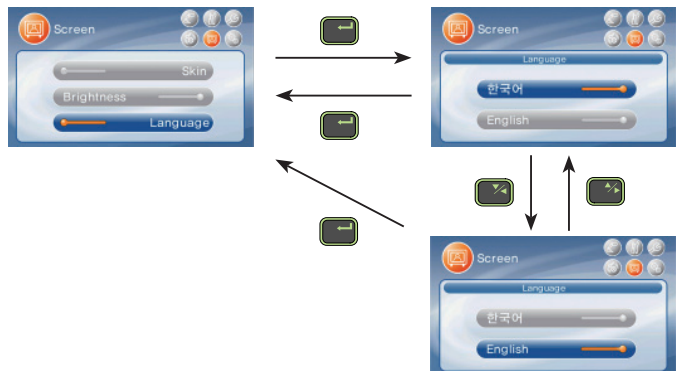 Screen
Skin
Brightness
Language
Screen
Language
한국어
English
Screen
Language
한국어
English